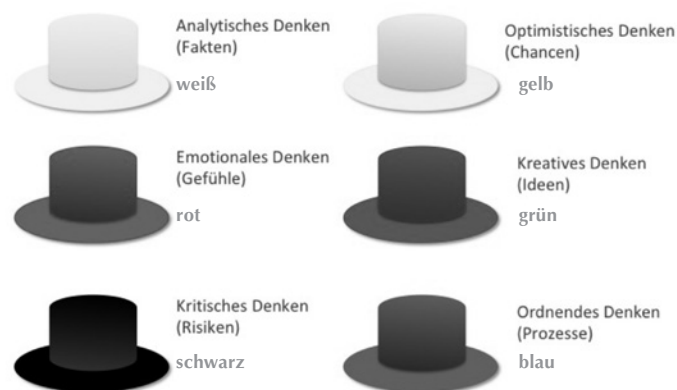 Analytisches Denken
(Fakten)
weiß
Optimistisches Denken
(Chancen)
gelb
Emotionales Denken
(Gefühle)
rot
Kreatives Denken
(Ideen)
grün
Kritisches Denken
(Risiken)
schwarz
Ordnendes Denken
(Prozesse)
blau